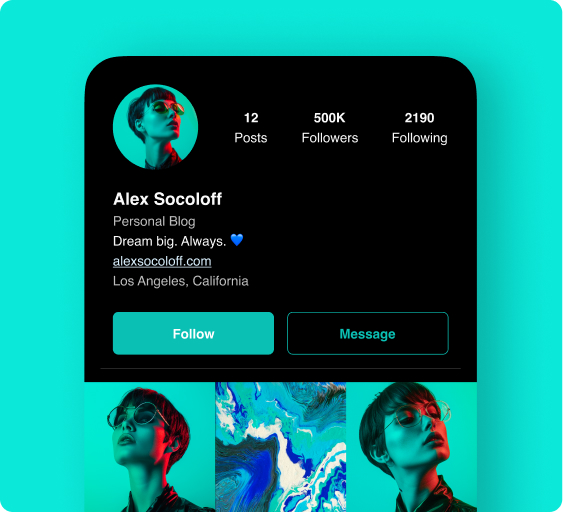 12 500K 2190
Posts Followers Following
Alex Socoloff
Personal Blog
Dream big. Always. 💙
alexsocoloff.com
Los Angeles, California
Follow Message